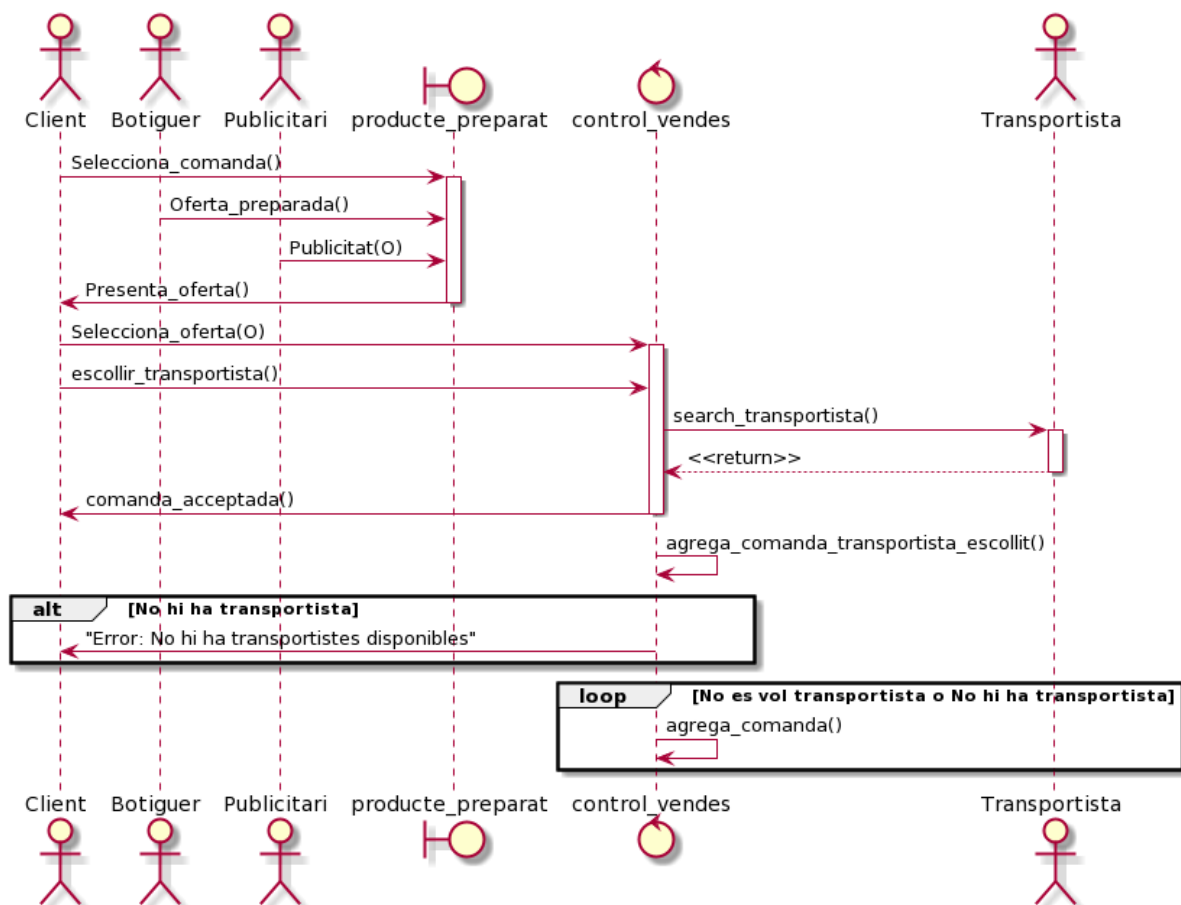 Client Botiguer Publicitari producte_preparat control_vendes Transportista
Selecciona_comanda()
Oferta_preparada()
Publicitat(O)
Presenta_oferta()
Selecciona_oferta(O)
escollir_transportista()
search_transportista()
<<return>>
comanda_acceptada()
agrega_comanda_transportista_escollit()
alt [No hi ha transportista]
"Error: No hi ha transportistes disponibles"
loop [No es vol transportista o No hi ha transportista]
agrega_comanda()
Client Botiguer Publicitari producte_preparat control_vendes Transportista